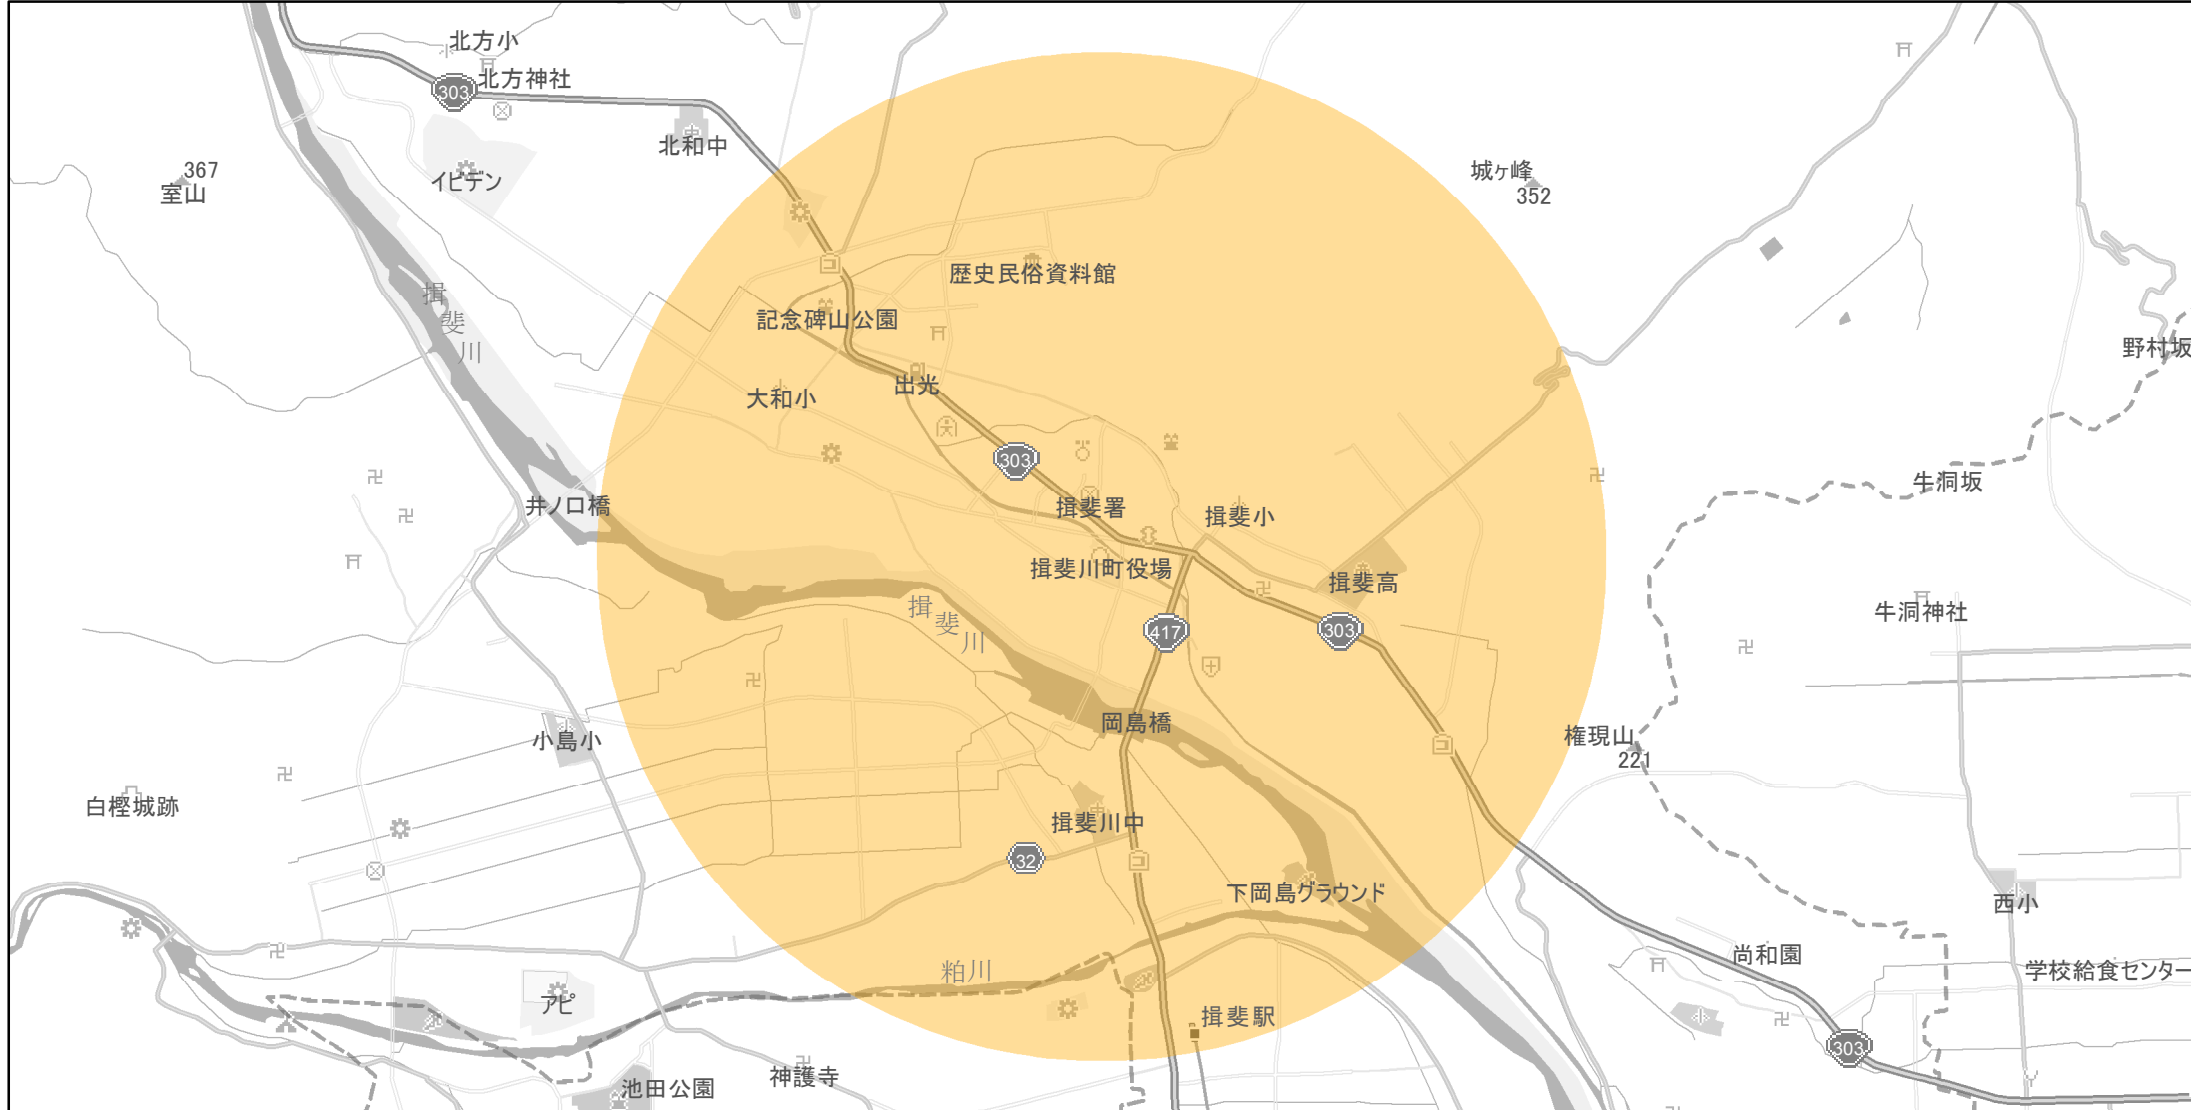 北方小
303
北方神社
北和中
イビデン
367
室山
城ヶ峰
352
歴史民俗資料館
揖斐川
記念碑山公園
野村坂
出光
大和小
303
牛洞坂
井ノ口橋
揖斐署
揖斐小
揖斐川町役場
揖斐高
揖斐川
牛洞神社
417
303
岡島橋
権現山
221
小島小
白樫城跡
揖斐川中
32
下岡島グラウンド
西小
尚和園
粕川
学校給食センター
アピ
揖斐駅
303
神護寺
池田公園